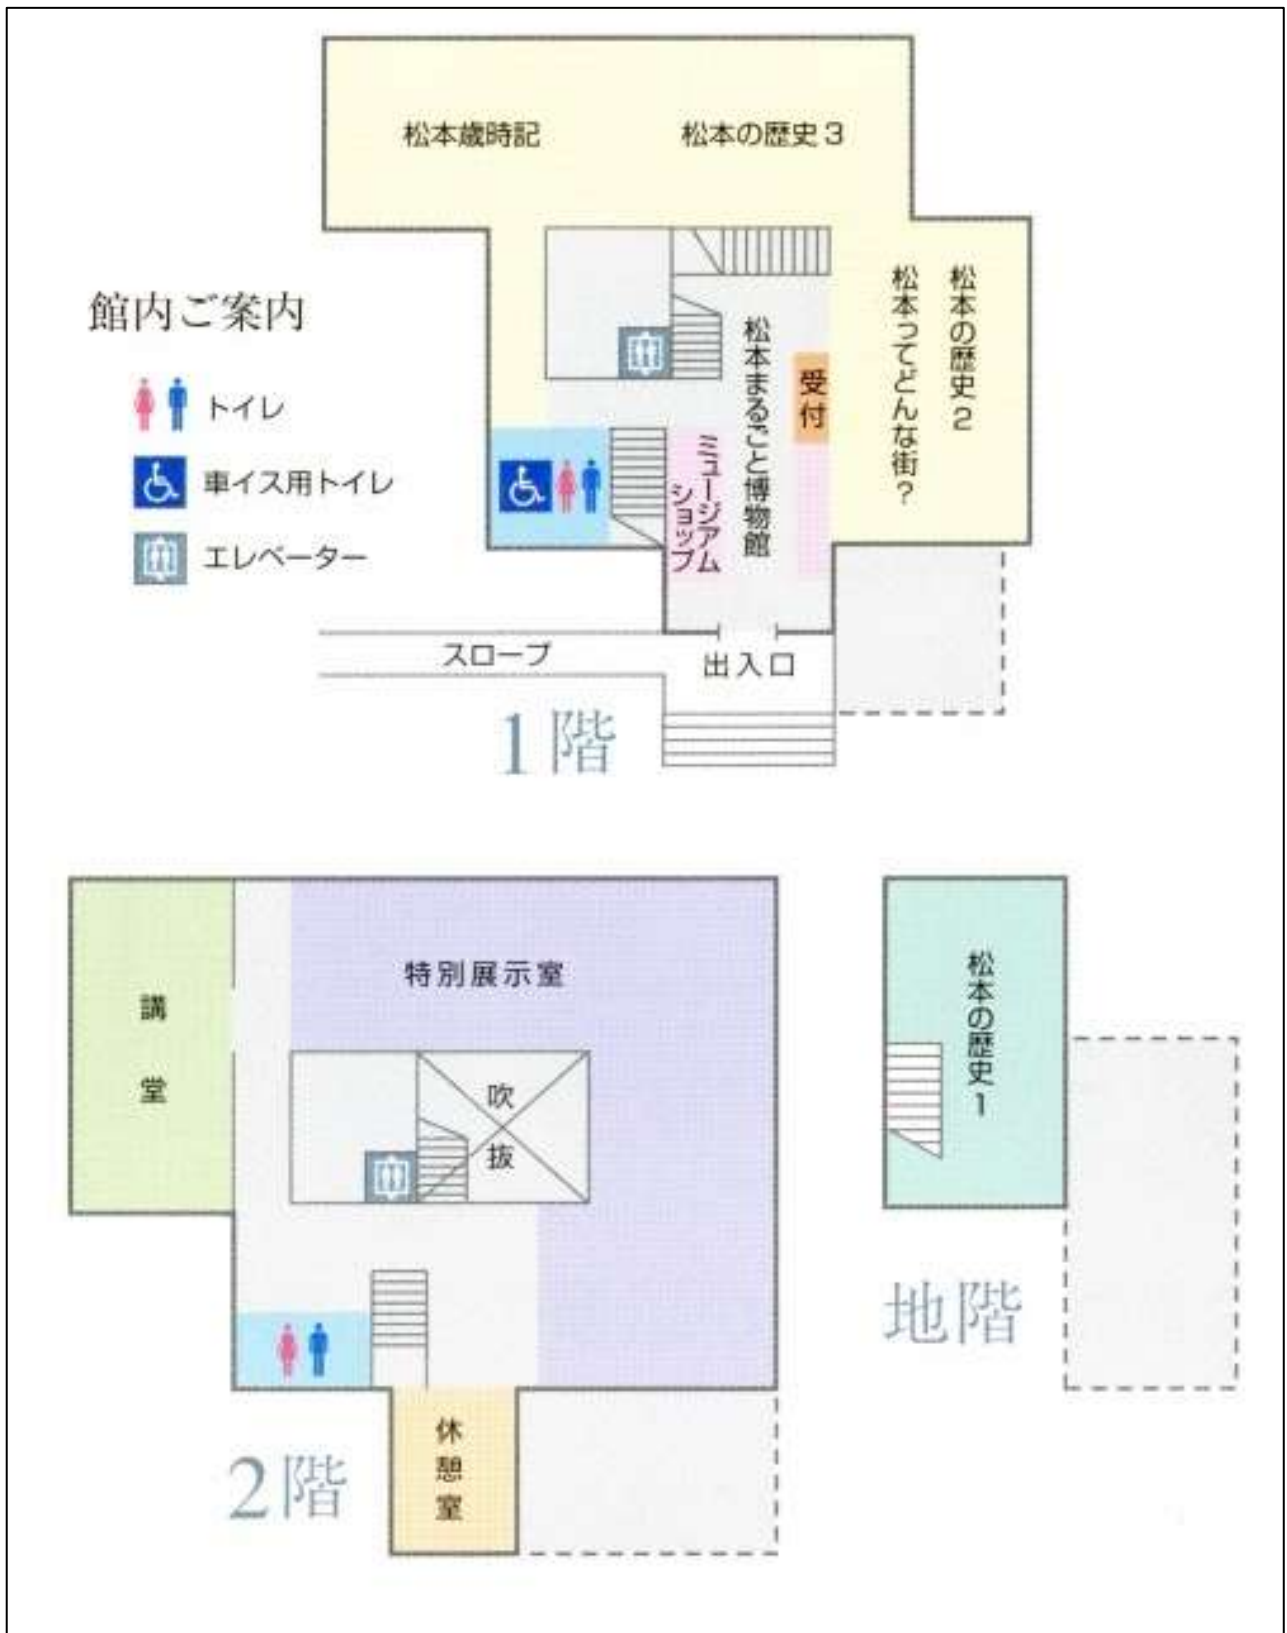 松本歳時記
松本の歴史3
館内ご案内
トイレ
車イス用トイレ
エレベーター
松本まるごと博物館
受付
ミュージアム
ショップ
松本の歴史2
松本ってどんな街?
スロープ
出入口
1階
講堂
特別展示室
吹抜
休憩室
2階
松本の歴史1
地階